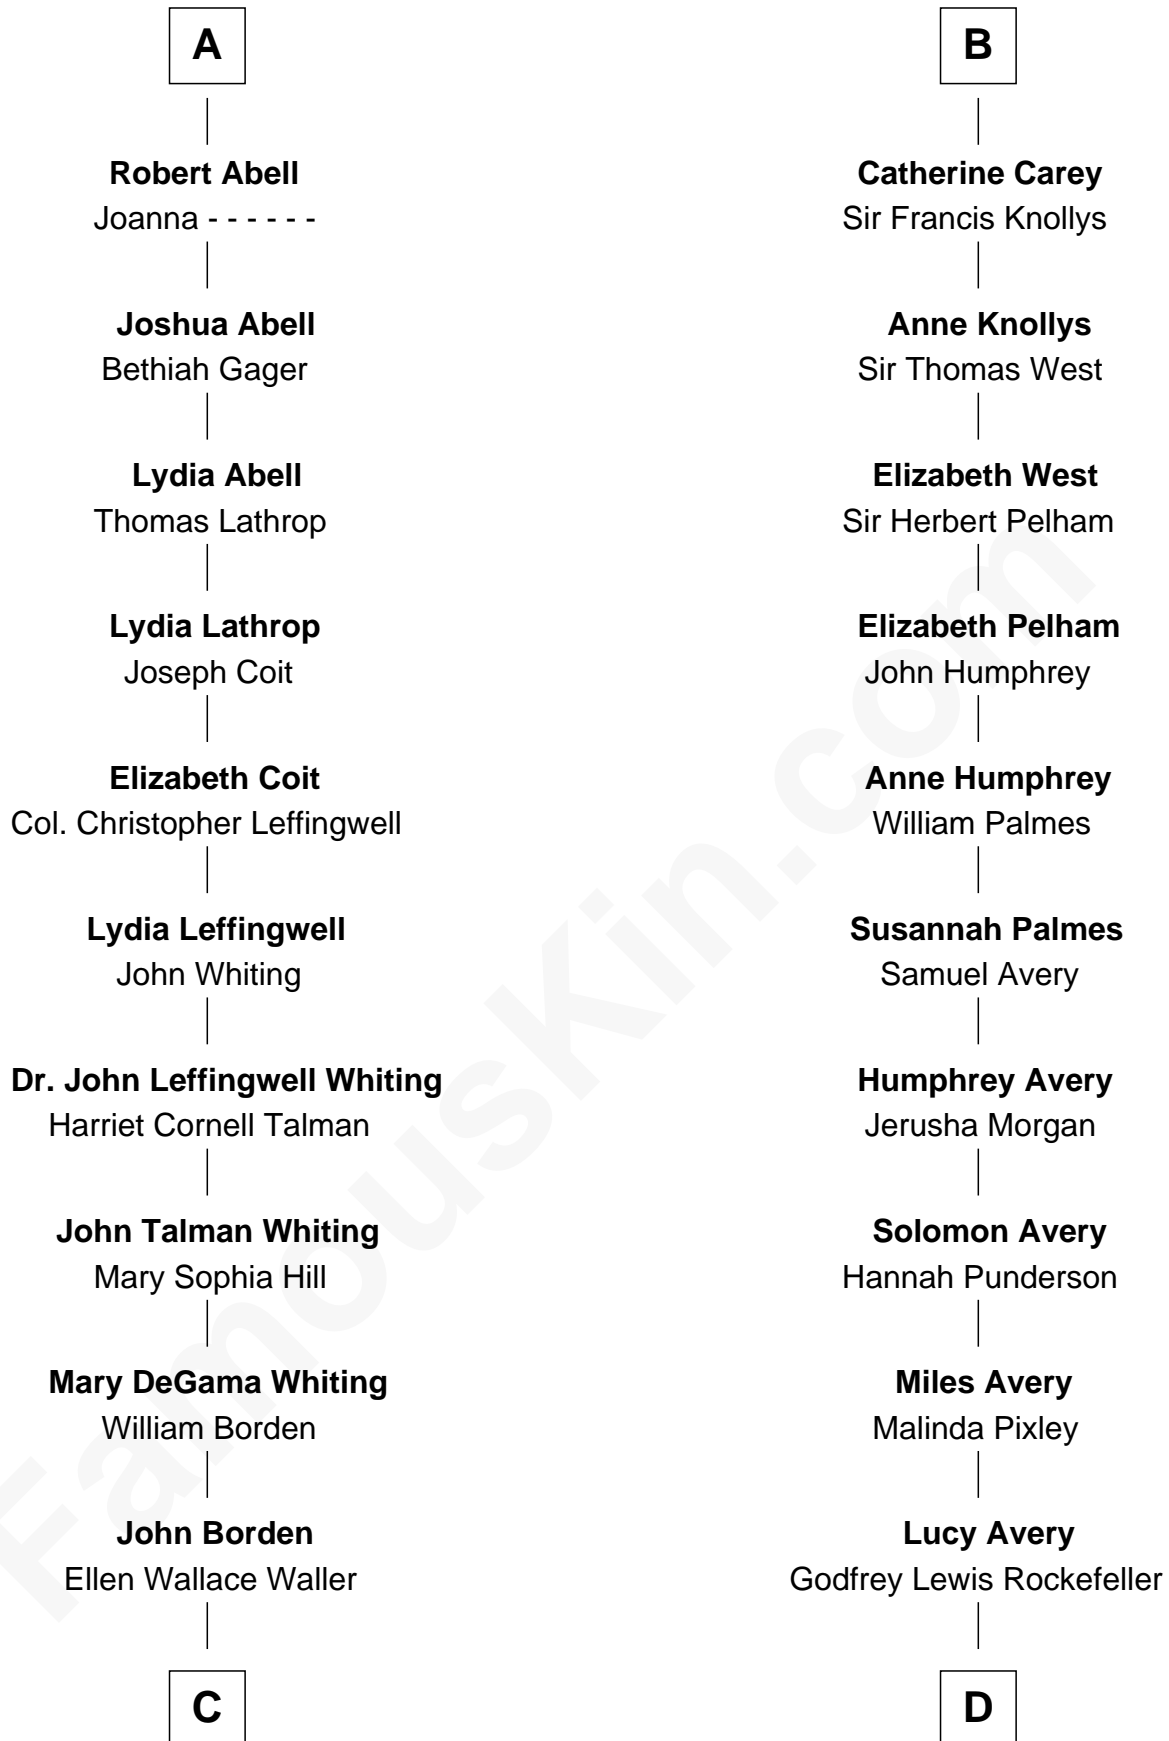 A
Robert Abell
Joanna - - - - - -
Joshua Abell
Bethiah Gager
Lydia Abell
Thomas Lathrop
Lydia Lathrop
Joseph Coit
Elizabeth Coit
Col. Christopher Leffingwell
Lydia Leffingwell
John Whiting
Dr. John Leffingwell Whiting
Harriet Cornell Talman
John Talman Whiting
Mary Sophia Hill
Mary DeGama Whiting
William Borden
John Borden
Ellen Wallace Waller
C
B
Catherine Carey
Sir Francis Knollys
Anne Knollys
Sir Thomas West
Elizabeth West
Sir Herbert Pelham
Elizabeth Pelham
John Humphrey
Anne Humphrey
William Palmes
Susannah Palmes
Samuel Avery
Humphrey Avery
Jerusha Morgan
Solomon Avery
Hannah Punderson
Miles Avery
Malinda Pixley
Lucy Avery
Godfrey Lewis Rockefeller
D
FamousKin.com